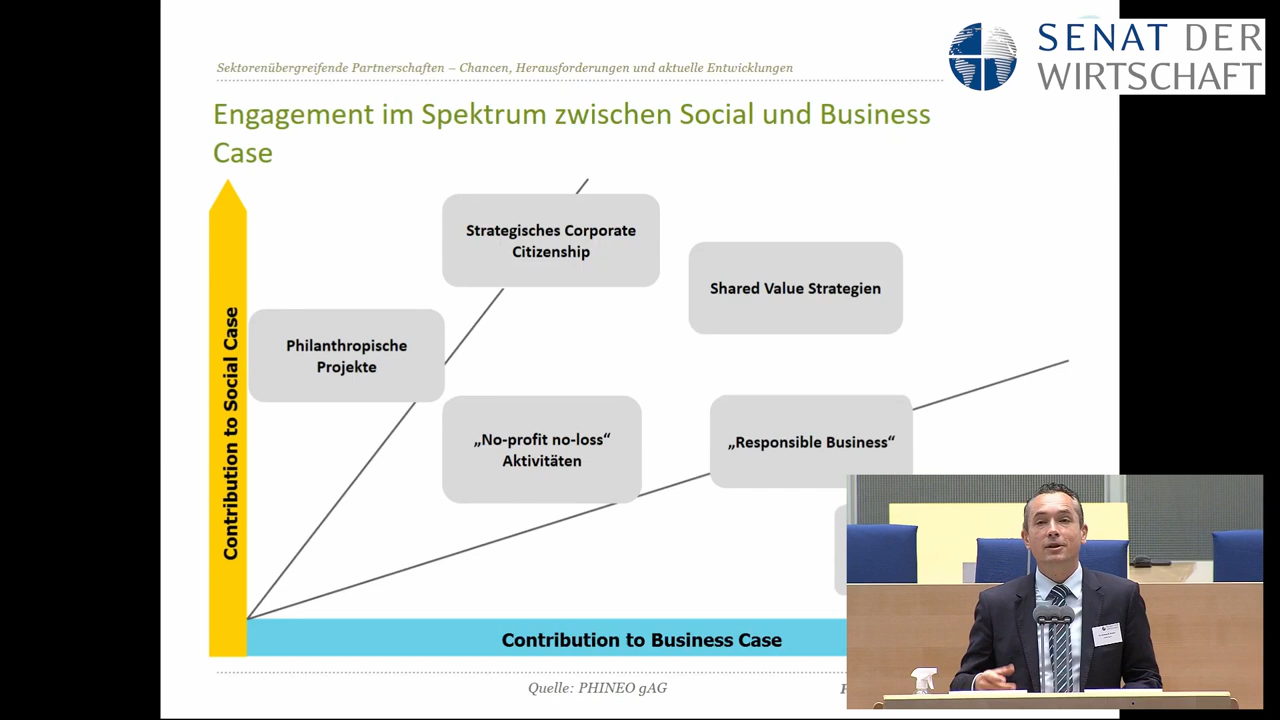 SENAT DER
WIRTSCHAFT
Sektorenübergreifende Partnerschaften – Chancen, Herausforderungen und aktuelle Entwicklungen
Engagement im Spektrum zwischen Social und Business
Case
Strategisches Corporate
Citizenship
Shared Value Strategien
Philanthropische
Projekte
„No-profit no-loss“
Aktivitäten
„Responsible Business“
Contribution to Social Case
Contribution to Business Case
Quelle: PHINEO gAG